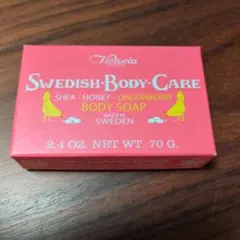 Victoria
SWEDISH·BODY·CARE
SHEA - HONEY - LINGONBERRY
BODY SOAP
MADE IN
SWEDEN
2.4 OZ. NET WT. 70 G.